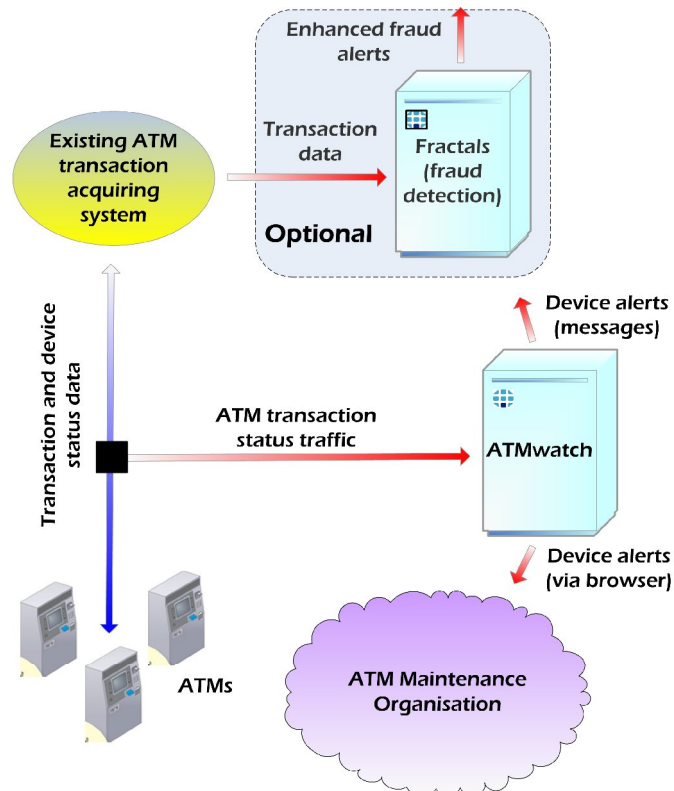 Enhanced fraud
alerts
Existing ATM
transaction
acquiring
system
Transaction
data
Fractals
(fraud
detection)
Optional
Transaction and device
status data
Device alerts
(messages)
ATM transaction
status traffic
ATMwatch
Device alerts
(via browser)
ATMs
ATM Maintenance
Organisation